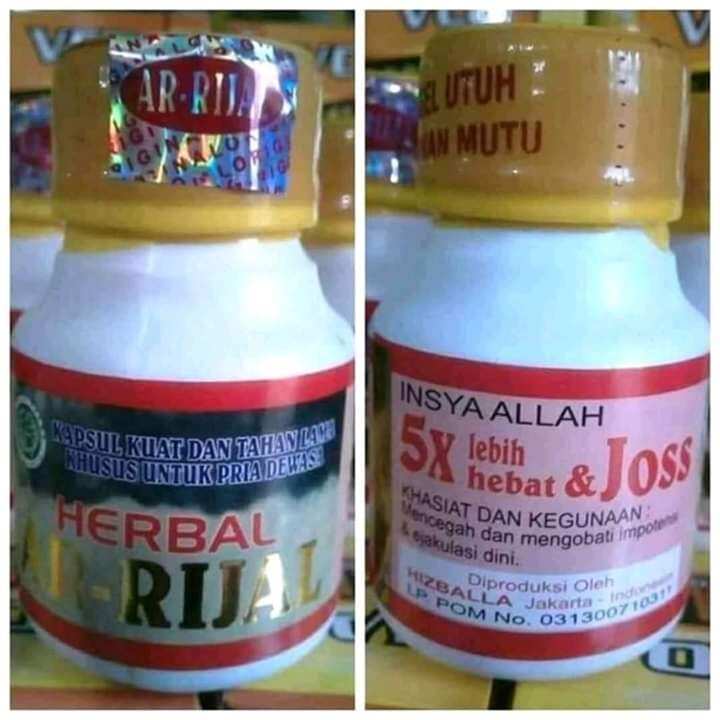 AR-RIJAL
KAPSUL KUAT DAN TAHAN LAMA
KHUSUS UNTUK PRIA DEWASA
HERBAL
AR-RIJAL
UTUH
MUTU
INSYA ALLAH
5X lebih hebat & Joss
KHASIAT DAN KEGUNAAN :
Mencegah dan mengobati impotensi
& ejakulasi dini.
Diproduksi Oleh
HIZBALLA Jakarta - Indonesia
LP. POM No.